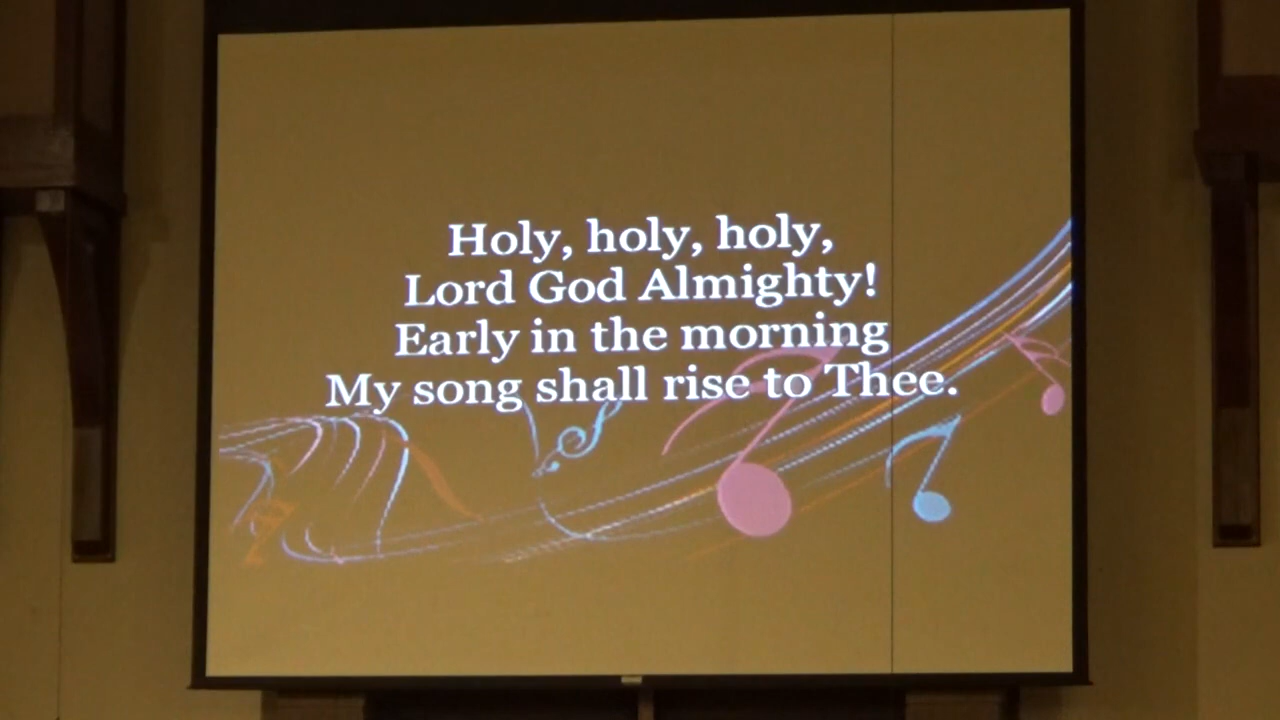 Holy, holy, holy,
Lord God Almighty!
Early in the morning
My song shall rise to Thee.